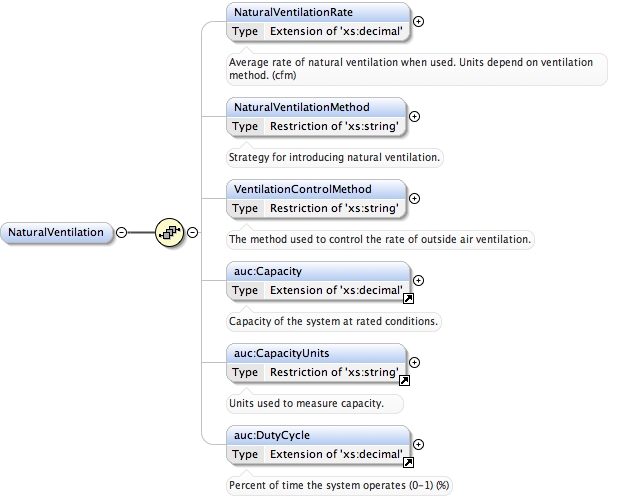 NaturalVentilationRate
Type Extension of 'xs:decimal'
Average rate of natural ventilation when used. Units depend on ventilation
method. (cfm)
NaturalVentilationMethod
Type Restriction of 'xs:string'
Strategy for introducing natural ventilation.
VentilationControlMethod
Type Restriction of 'xs:string'
The method used to control the rate of outside air ventilation.
NaturalVentilation
auc:Capacity
Type Extension of 'xs:decimal'
Capacity of the system at rated conditions.
auc:CapacityUnits
Type Restriction of 'xs:string'
Units used to measure capacity.
auc:DutyCycle
Type Extension of 'xs:decimal'
Percent of time the system operates (0-1) (%)